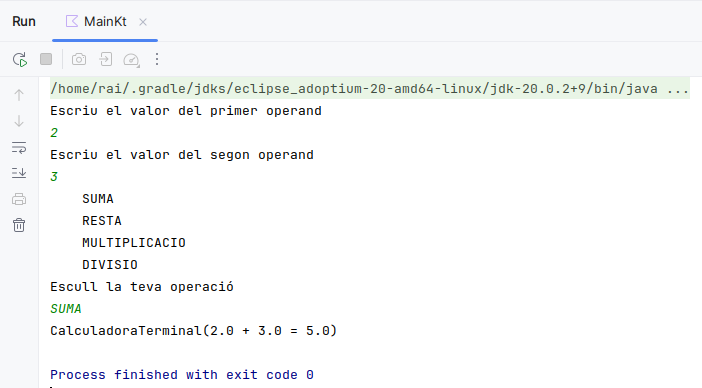 Run MainKt
/home/rai/.gradle/jdks/eclipse_adoptium-20-amd64-linux/jdk-20.0.2+9/bin/java ...
Escriu el valor del primer operand
2
Escriu el valor del segon operand
3
SUMA
RESTA
MULTIPLICACIO
DIVISIO
Escull la teva operació
SUMA
CalculadoraTerminal(2.0 + 3.0 = 5.0)
Process finished with exit code 0